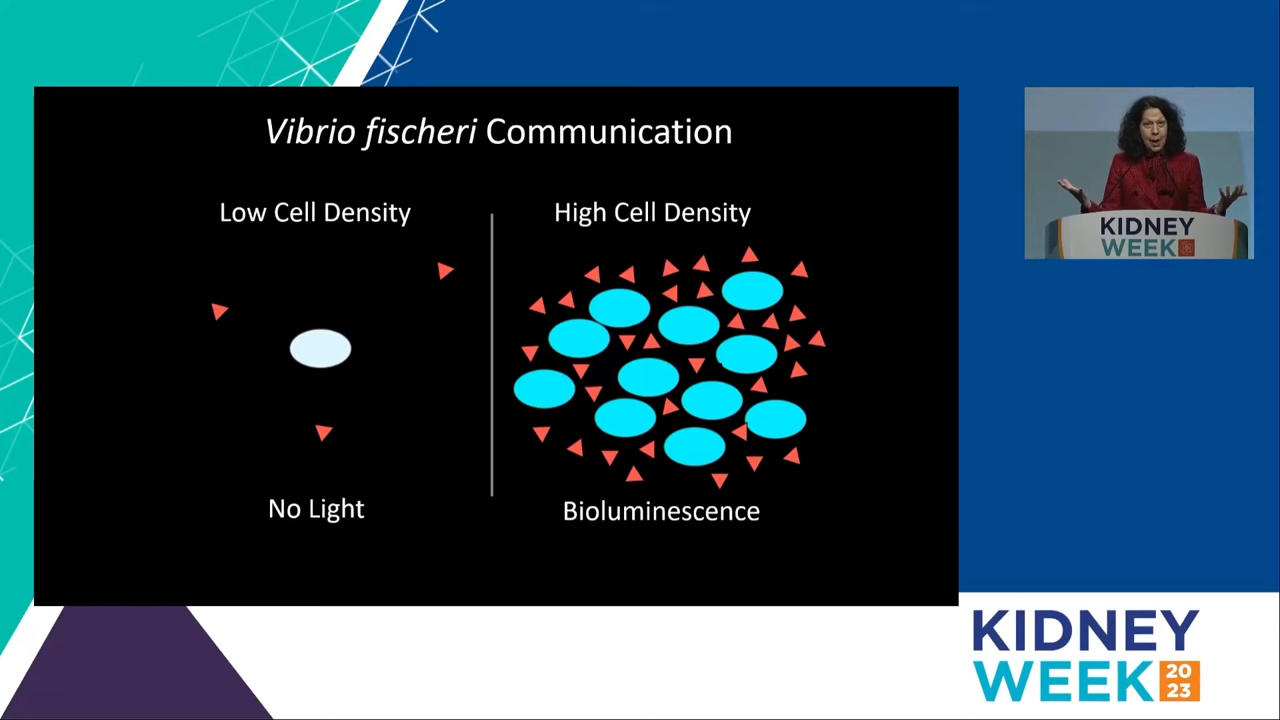 Vibrio fischeri Communication
Low Cell Density
High Cell Density
No Light
Bioluminescence
KIDNEY
WEEK
KIDNEY
WEEK 20
23